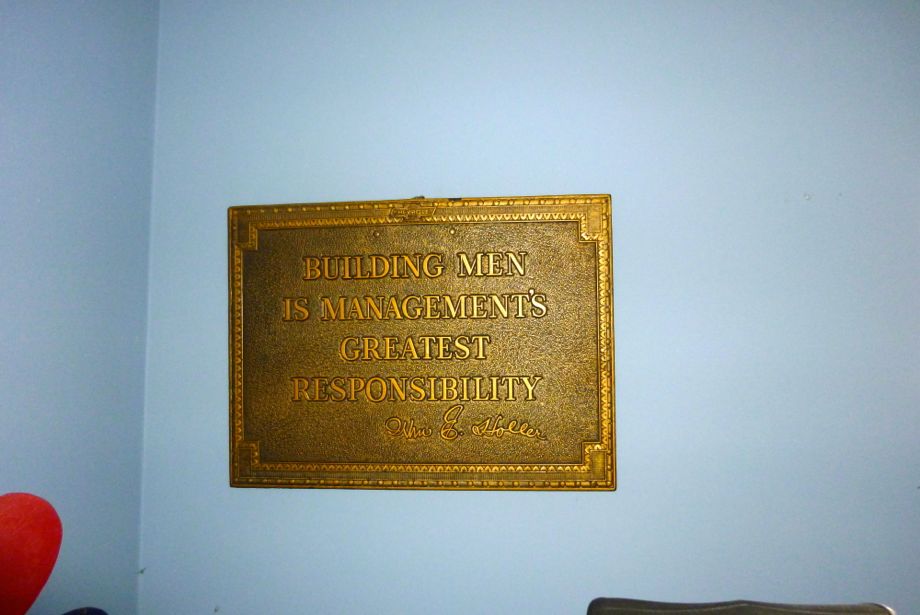 BUILDING MEN
IS MANAGEMENT'S
GREATEST
RESPONSIBILITY
Wm E. Holler